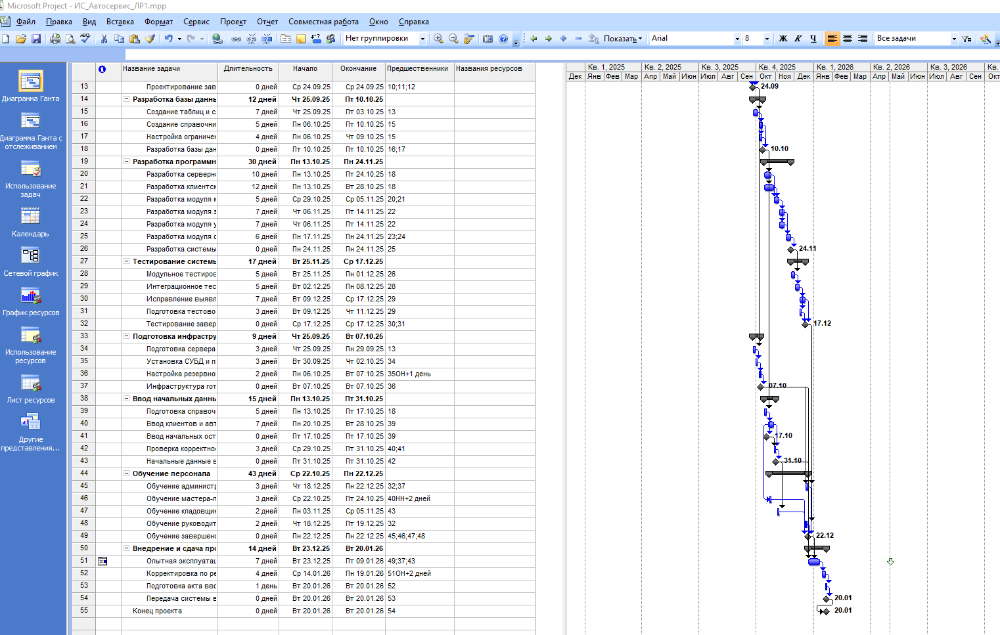 Microsoft Project - ИС_Автосервис_ЛР1.mpp
Файл Правка Вид Вставка Формат Сервис Проект Отчет Совместная работа Окно Справка
Нет группировки Показать Arial 8 Ж К Ч Все задачи
Диаграмма Ганта
Диаграмма Ганта с отслеживанием
Использование задач
Календарь
Сетевой график
График ресурсов
Использование ресурсов
Лист ресурсов
Другие представления...
Название задачи Длительность Начало Окончание Предшественники Названия ресурсов
13 Проектирование зав 0 дней Ср 24.09.25 Ср 24.09.25 10;11;12
14 Разработка базы данны 12 дней Чт 25.09.25 Пт 10.10.25
15 Создание таблиц и с 7 дней Чт 25.09.25 Пт 03.10.25 13
16 Создание справочни 5 дней Пн 06.10.25 Пт 10.10.25 15
17 Настройка ограничен 4 дней Пн 06.10.25 Чт 09.10.25 15
18 Разработка базы дан 0 дней Пт 10.10.25 Пт 10.10.25 16;17
19 Разработка программн 30 дней Пн 13.10.25 Пн 24.11.25
20 Разработка серверн 10 дней Пн 13.10.25 Пт 24.10.25 18
21 Разработка клиентск 12 дней Пн 13.10.25 Вт 28.10.25 18
22 Разработка модуля к 5 дней Ср 29.10.25 Ср 05.11.25 20;21
23 Разработка модуля з 7 дней Чт 06.11.25 Пт 14.11.25 22
24 Разработка модуля у 7 дней Чт 06.11.25 Пт 14.11.25 22
25 Разработка модуля с 6 дней Пн 17.11.25 Пн 24.11.25 23;24
26 Разработка системы 0 дней Пн 24.11.25 Пн 24.11.25 25
27 Тестирование системь 17 дней Вт 25.11.25 Ср 17.12.25
28 Модульное тестиров 5 дней Вт 25.11.25 Пн 01.12.25 26
29 Интеграционное тес 5 дней Вт 02.12.25 Пн 08.12.25 28
30 Исправление выявл 7 дней Вт 09.12.25 Ср 17.12.25 29
31 Подготовка тестово 3 дней Вт 09.12.25 Чт 11.12.25 29
32 Тестирование завер 0 дней Ср 17.12.25 Ср 17.12.25 30;31
33 Подготовка инфрастру 9 дней Чт 25.09.25 Вт 07.10.25
34 Подготовка сервера 3 дней Чт 25.09.25 Пн 29.09.25 13
35 Установка СУБД и п 3 дней Вт 30.09.25 Чт 02.10.25 34
36 Настройка резервно 2 дней Пн 06.10.25 Вт 07.10.25 35ОН+1 день
37 Инфраструктура гот 0 дней Вт 07.10.25 Вт 07.10.25 36
38 Ввод начальных данны 15 дней Пн 13.10.25 Пт 31.10.25
39 Подготовка справоч 5 дней Пн 13.10.25 Пт 17.10.25 18
40 Ввод клиентов и авт 7 дней Пн 20.10.25 Вт 28.10.25 39
41 Ввод начальных ост 0 дней Пт 17.10.25 Пт 17.10.25 39
42 Проверка корректнос 3 дней Ср 29.10.25 Пт 31.10.25 40;41
43 Начальные данные в 0 дней Пт 31.10.25 Пт 31.10.25 42
44 Обучение персонала 43 дней Ср 22.10.25 Пн 22.12.25
45 Обучение администр 3 дней Чт 18.12.25 Пн 22.12.25 32;37
46 Обучение мастера-п 3 дней Ср 22.10.25 Пт 24.10.25 40НН+2 дней
47 Обучение кладовщик 2 дней Пн 03.11.25 Ср 05.11.25 43
48 Обучение руководит 2 дней Чт 18.12.25 Пт 19.12.25 32
49 Обучение завершено 0 дней Пн 22.12.25 Пн 22.12.25 45;46;47;48
50 Внедрение и сдача про 14 дней Вт 23.12.25 Вт 20.01.26
51 Опытная эксплуатац 7 дней Вт 23.12.25 Пт 09.01.26 49;37;43
52 Корректировка по ре 4 дней Ср 14.01.26 Пн 19.01.26 51ОН+2 дней
53 Подготовка акта вво 1 день Вт 20.01.26 Вт 20.01.26 52
54 Передача системы в 0 дней Вт 20.01.26 Вт 20.01.26 53
55 Конец проекта 0 дней Вт 20.01.26 Вт 20.01.26 54
Кв. 1, 2025 Кв. 2, 2025 Кв. 3, 2025 Кв. 4, 2025 Кв. 1, 2026 Кв. 2, 2026 Кв. 3, 2026 Кв.
Дек Янв Фев Мар Апр Май Июн Июл Авг Сен Окт Ноя Дек Янв Фев Мар Апр Май Июн Июл Авг Сен Окт
24.09
10.10
24.11
17.12
07.10
17.10
31.10
22.12
20.01
20.01